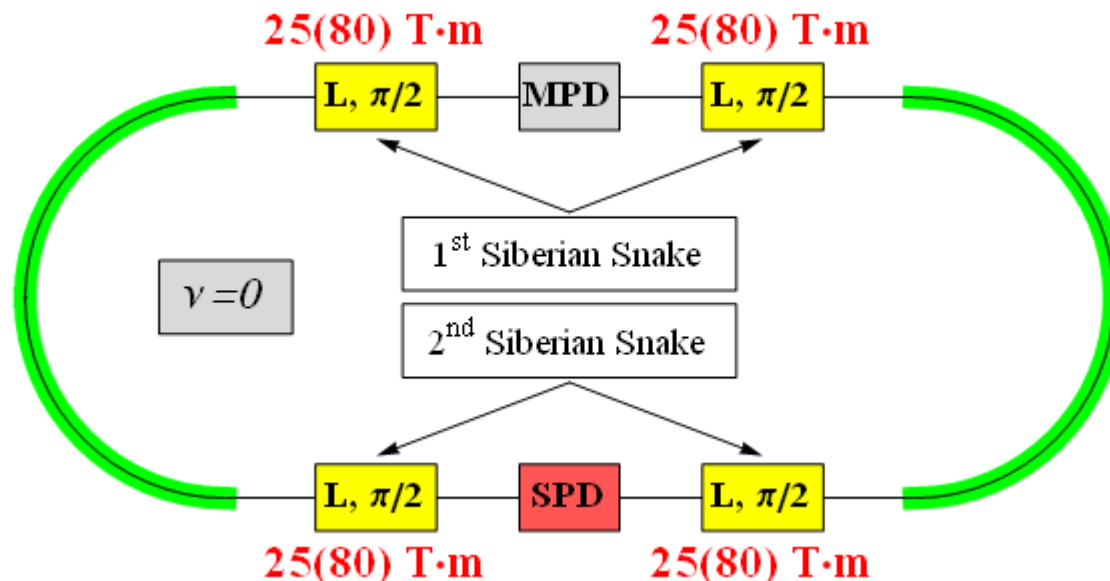 25(80) T·m 25(80) T·m
L, π/2 MPD L, π/2
1st Siberian Snake
ν=0
2nd Siberian Snake
L, π/2 SPD L, π/2
25(80) T·m 25(80) T·m